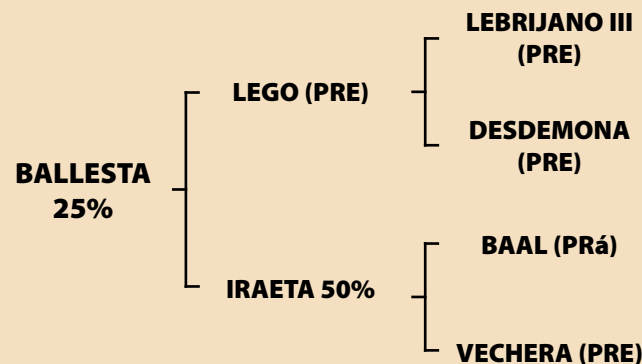 BALLESTA
25%
LEGO (PRE)
IRAETA 50%
LEBRIJANO III
(PRE)
DESDEMONA
(PRE)
BAAL (PRá)
VECHERA (PRE)